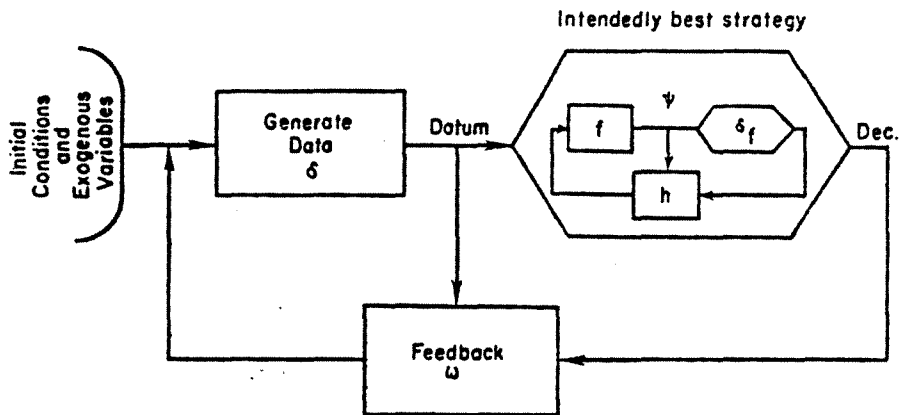 Intendedly best strategy
Initial
Conditions
and
Exogenous
Variables
Generate
Data
δ
Datum
f
ψ
δf
h
Dec.
Feedback
ω